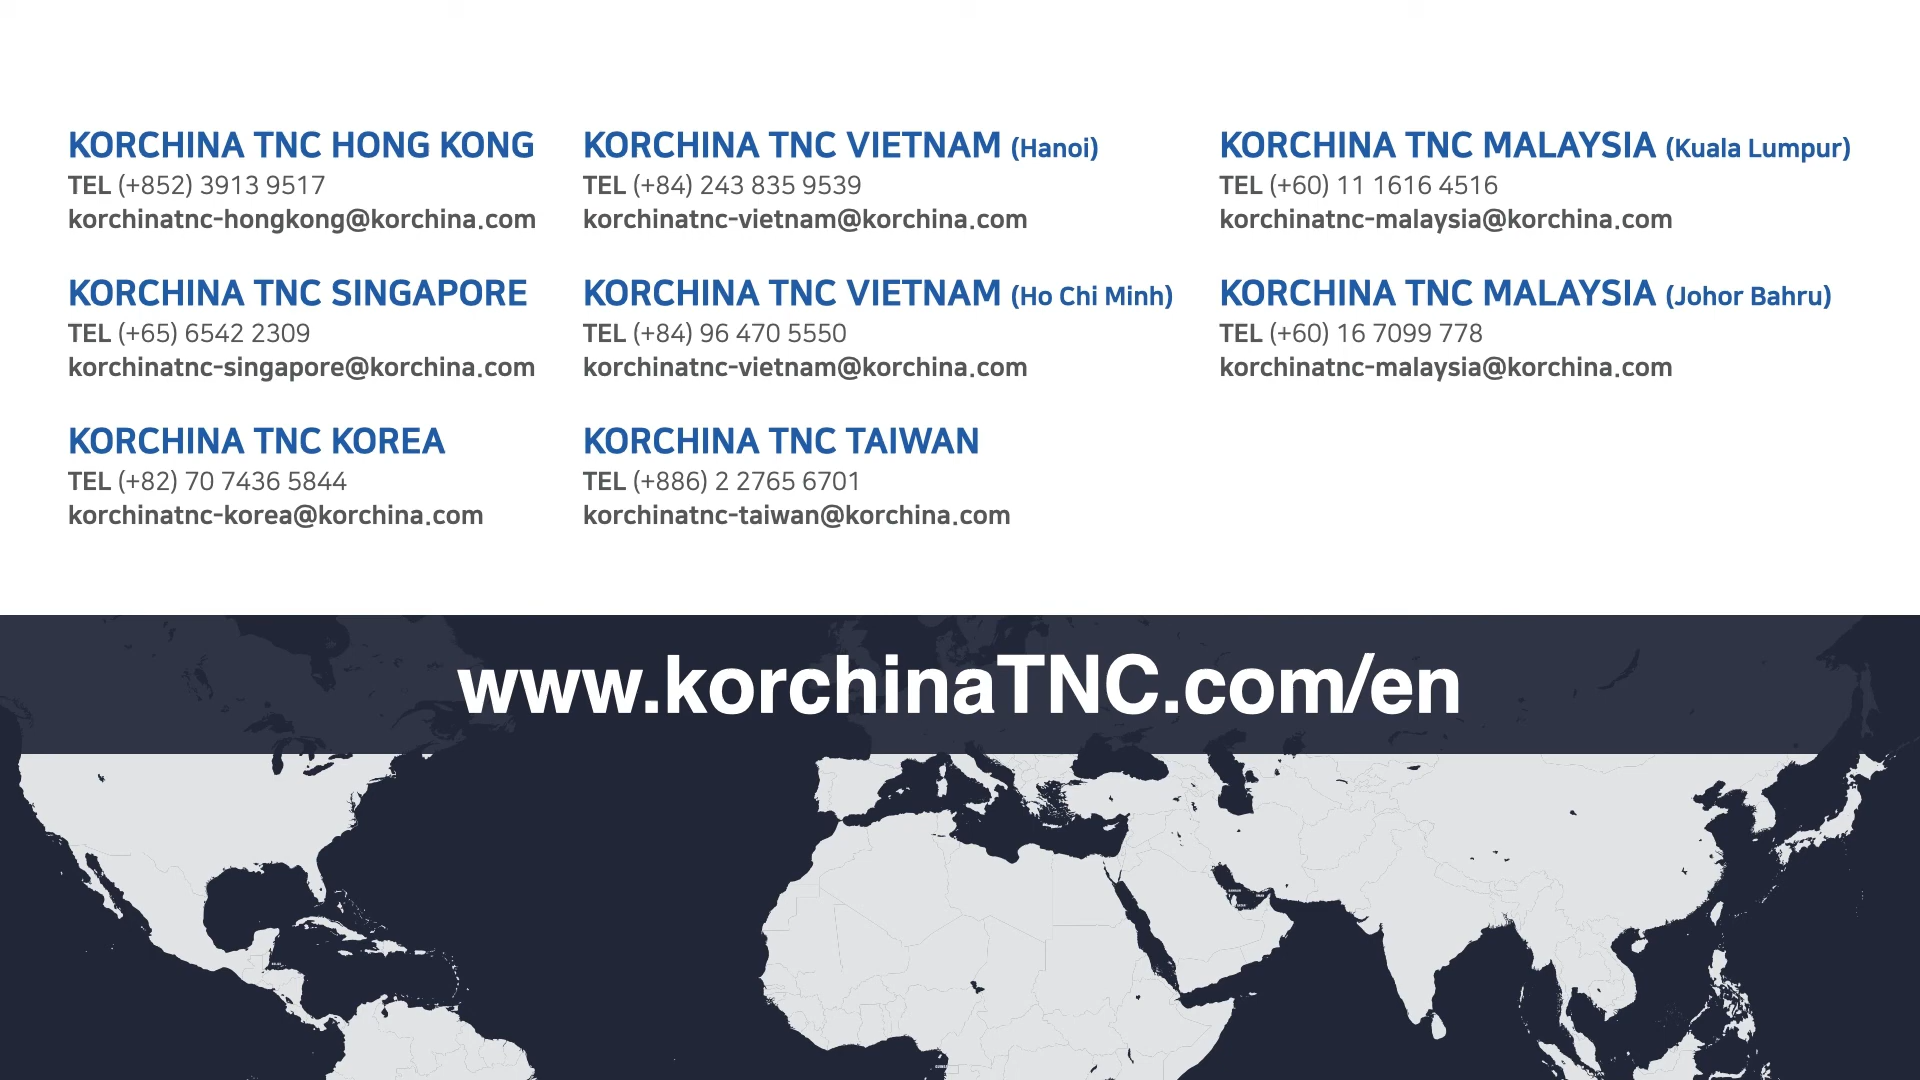 KORCHINA TNC HONG KONG
TEL (+852) 3913 9517
korchinatnc-hongkong@korchina.com
KORCHINA TNC SINGAPORE
TEL (+65) 6542 2309
korchinatnc-singapore@korchina.com
KORCHINA TNC KOREA
TEL (+82) 70 7436 5844
korchinatnc-korea@korchina.com
KORCHINA TNC VIETNAM (Hanoi)
TEL (+84) 243 835 9539
korchinatnc-vietnam@korchina.com
KORCHINA TNC VIETNAM (Ho Chi Minh)
TEL (+84) 96 470 5550
korchinatnc-vietnam@korchina.com
KORCHINA TNC TAIWAN
TEL (+886) 2 2765 6701
korchinatnc-taiwan@korchina.com
KORCHINA TNC MALAYSIA (Kuala Lumpur)
TEL (+60) 11 1616 4516
korchinatnc-malaysia@korchina.com
KORCHINA TNC MALAYSIA (Johor Bahru)
TEL (+60) 16 7099 778
korchinatnc-malaysia@korchina.com
www.korchinaTNC.com/en